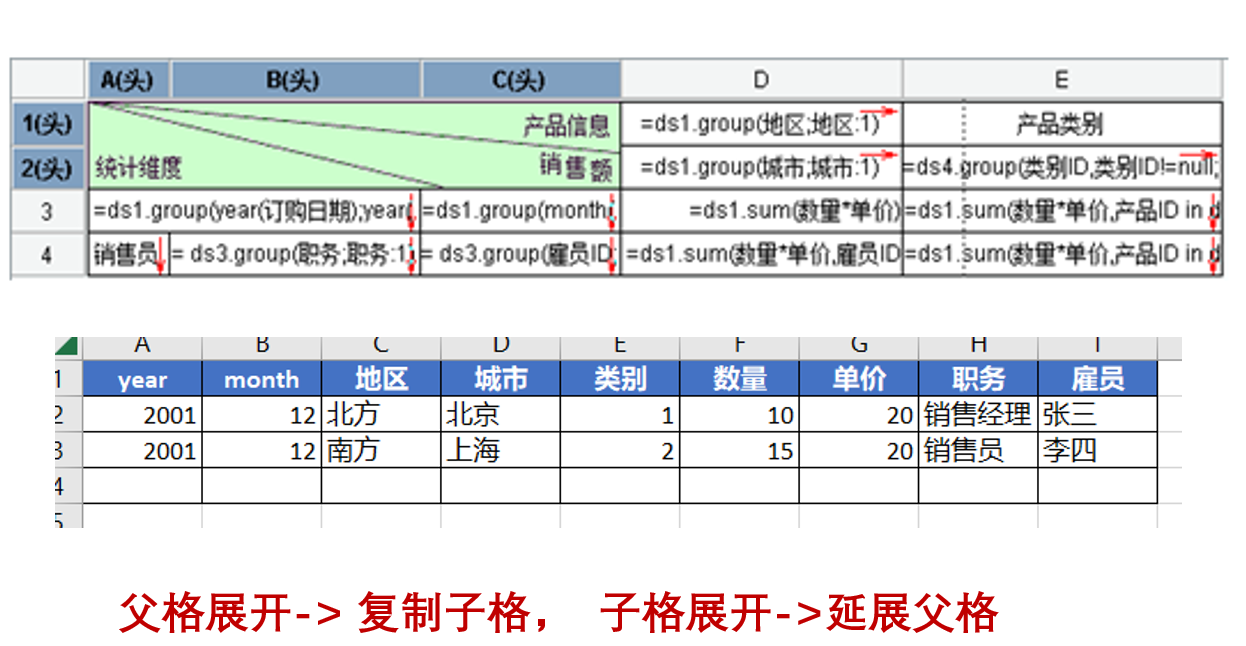 A(头) B(头) C(头) D E
1(头) 产品信息 =ds1.group(地区;地区:1) 产品类别
2(头) 统计维度 销售额 =ds1.group(城市;城市:1) =ds4.group(类别ID,类别ID!=null;
3 =ds1.group(year(订购日期);year( =ds1.group(month( =ds1.sum(数量*单价) =ds1.sum(数量*单价,产品ID in d
4 销售员 = ds3.group(职务;职务:1) = ds3.group(雇员ID; =ds1.sum(数量*单价,雇员ID =ds1.sum(数量*单价,产品ID in d
A B C D E F G H I
1 year month 地区 城市 类别 数量 单价 职务 雇员
2 2001 12 北方 北京 1 10 20 销售经理 张三
3 2001 12 南方 上海 2 15 20 销售员 李四
4
5
父格展开-> 复制子格， 子格展开->延展父格